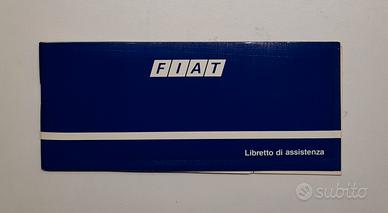 FIAT
Libretto di assistenza
subito